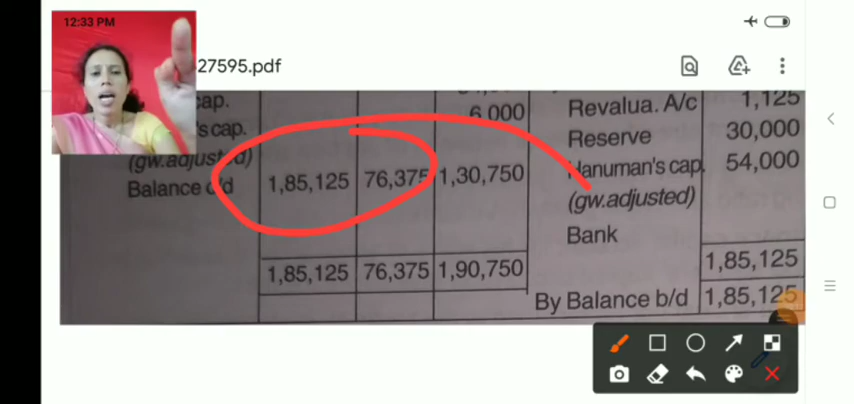 12:33 PM
27595.pdf
cap.
6,000
Revalua. A/c 1,125
's cap.
Reserve 30,000
(gw.adjusted)
Hanuman's cap. 54,000
Balance c/d 1,85,125 76,375 1,30,750
(gw.adjusted)
Bank
1,85,125 76,375 1,90,750 1,85,125
By Balance b/d 1,85,125